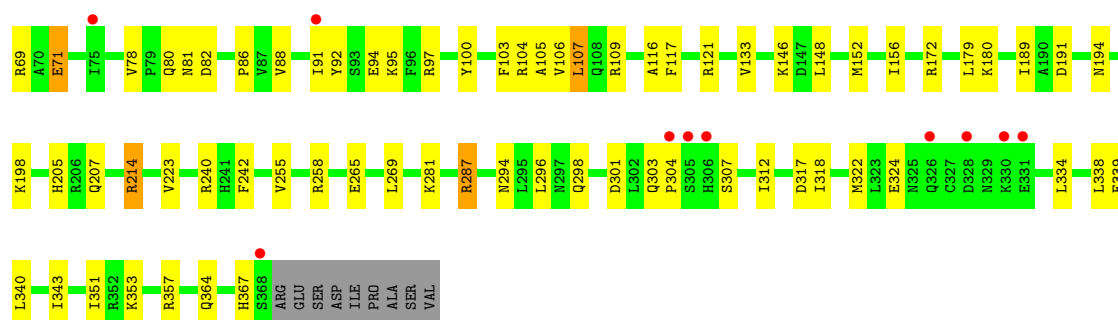 R69 A70 E71 I75 V78 P79 Q80 N81 D82 P86 V87 V88 I91 Y92 S93 E94 K95 F96 R97 Y100 F103 R104 A105 V106 L107 Q108 R109 A116 F117 R121 V133 K146 D147 L148 M152 I156 R172 L179 K180 I189 A190 D191 N194
K198 H205 R206 Q207 R214 V223 R240 H241 F242 V255 R258 E265 L269 K281 R287 N294 L295 L296 N297 Q298 D301 L302 Q303 P304 S305 H306 S307 I312 D317 I318 M322 L323 E324 N325 Q326 C327 D328 N329 K330 E331 L334 L338 E339
L340 I343 I351 R352 K353 R357 Q364 H367 S368 ARG GLU SER ASP ILE PRO ALA SER VAL